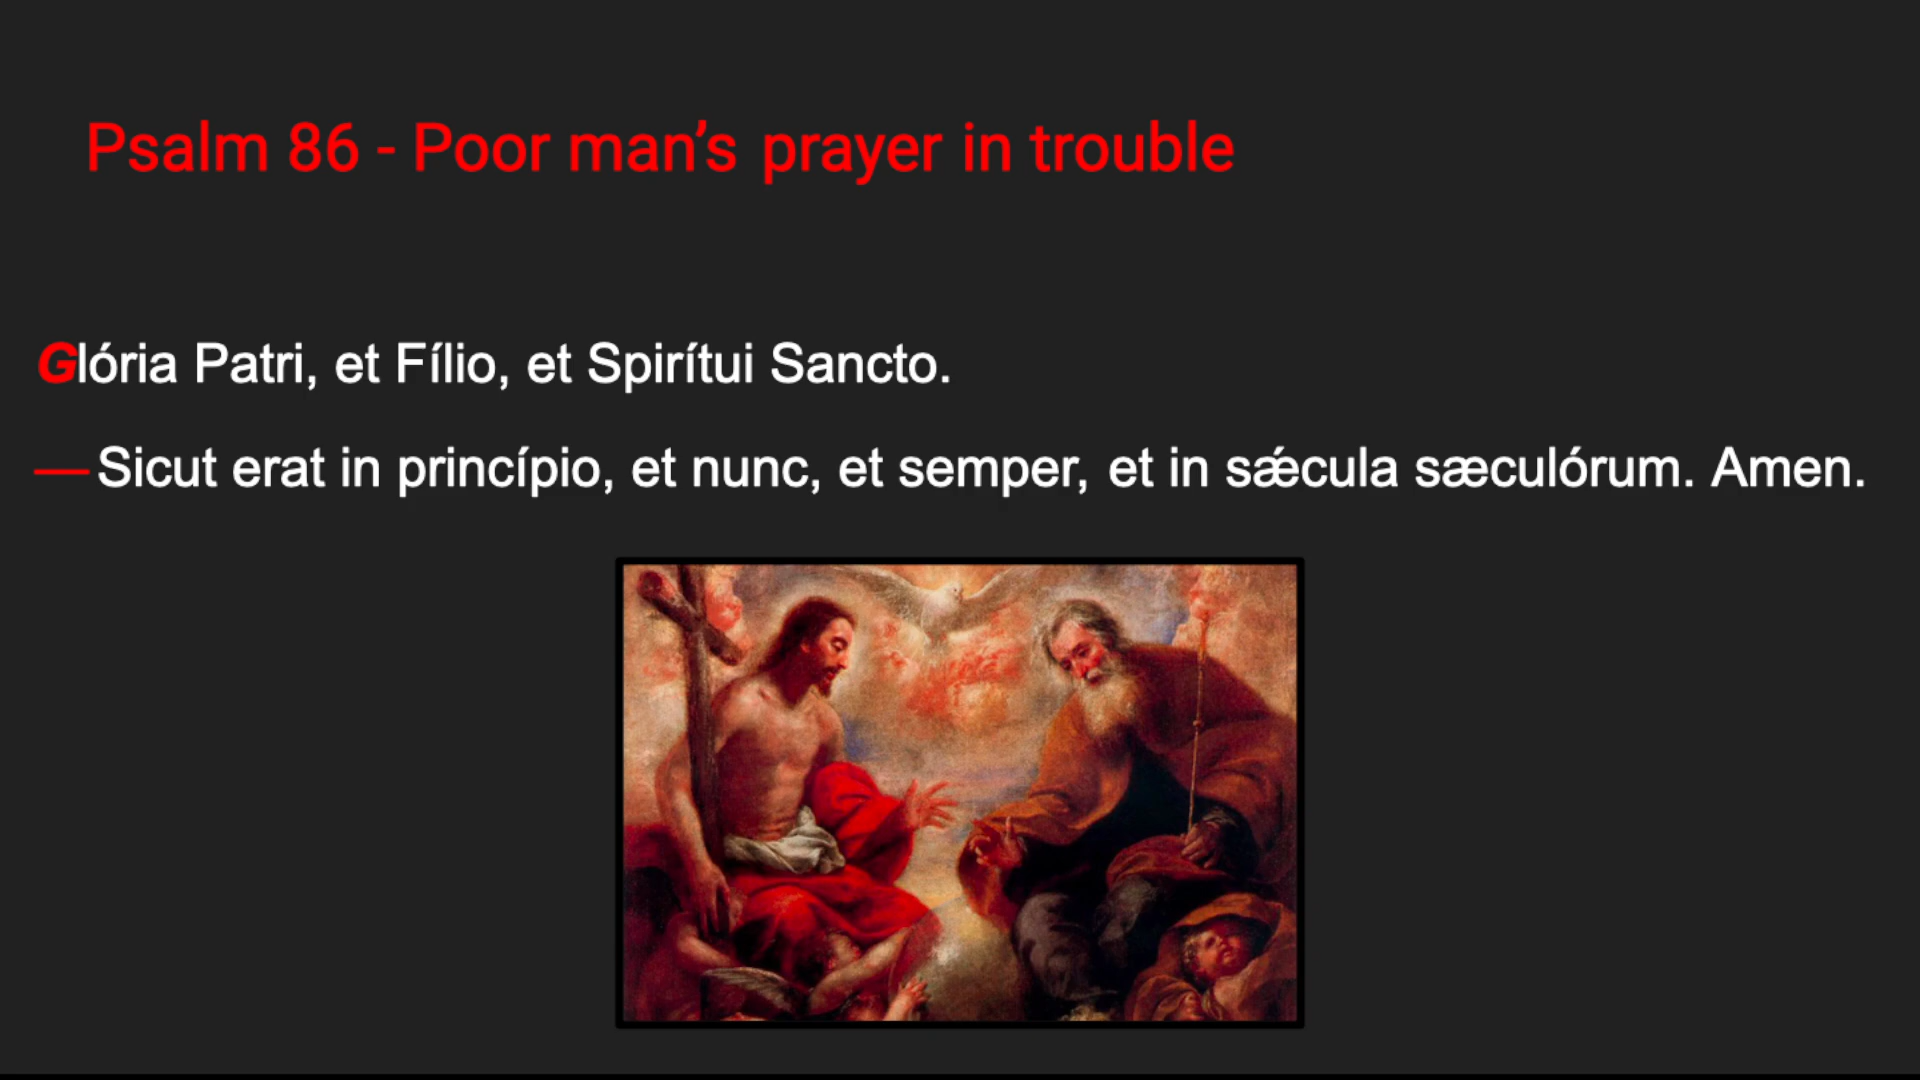 Psalm 86 - Poor man’s prayer in trouble
Glória Patri, et Fílio, et Spirítui Sancto.
— Sicut erat in princípio, et nunc, et semper, et in sǽcula sæculórum. Amen.